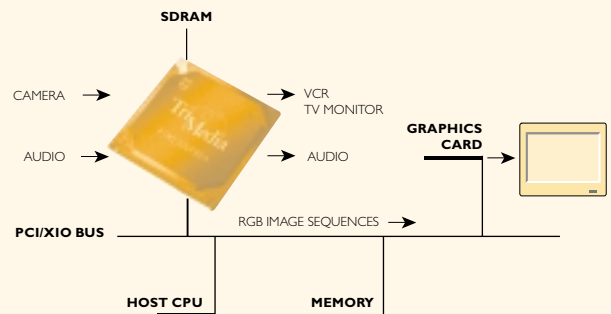 SDRAM
CAMERA
VCR
TV MONITOR
TriMedia
AUDIO
AUDIO
GRAPHICS
CARD
RGB IMAGE SEQUENCES
PCI/XIO BUS
HOST CPU
MEMORY